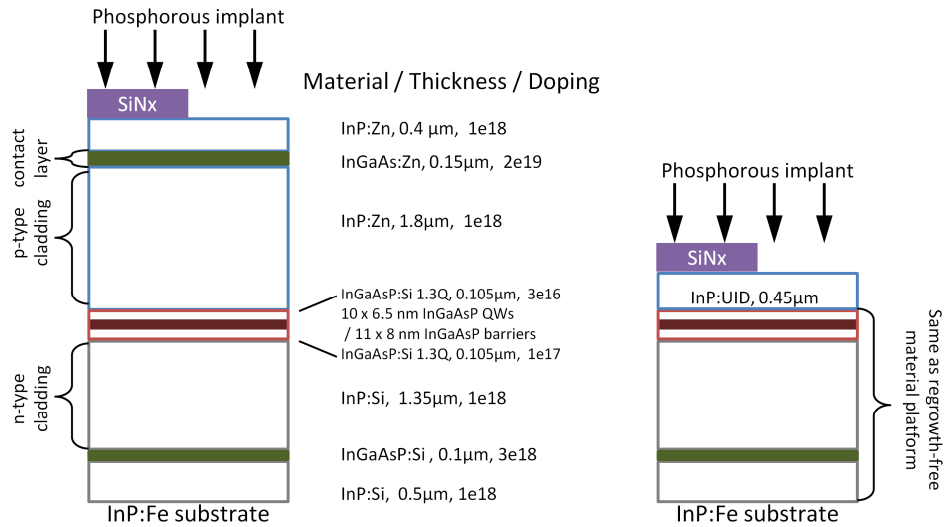 Phosphorous implant
Material / Thickness / Doping
SiNx
contact
layer
p-type
cladding
n-type
cladding
InP:Zn, 0.4 µm, 1e18
InGaAs:Zn, 0.15µm, 2e19
InP:Zn, 1.8µm, 1e18
InGaAsP:Si 1.3Q, 0.105µm, 3e16
10 x 6.5 nm InGaAsP QWs
/ 11 x 8 nm InGaAsP barriers
InGaAsP:Si 1.3Q, 0.105µm, 1e17
InP:Si, 1.35µm, 1e18
InGaAsP:Si , 0.1µm, 3e18
InP:Si, 0.5µm, 1e18
InP:Fe substrate
Phosphorous implant
SiNx
InP:UID, 0.45µm
Same as regrowth-free
material platform
InP:Fe substrate